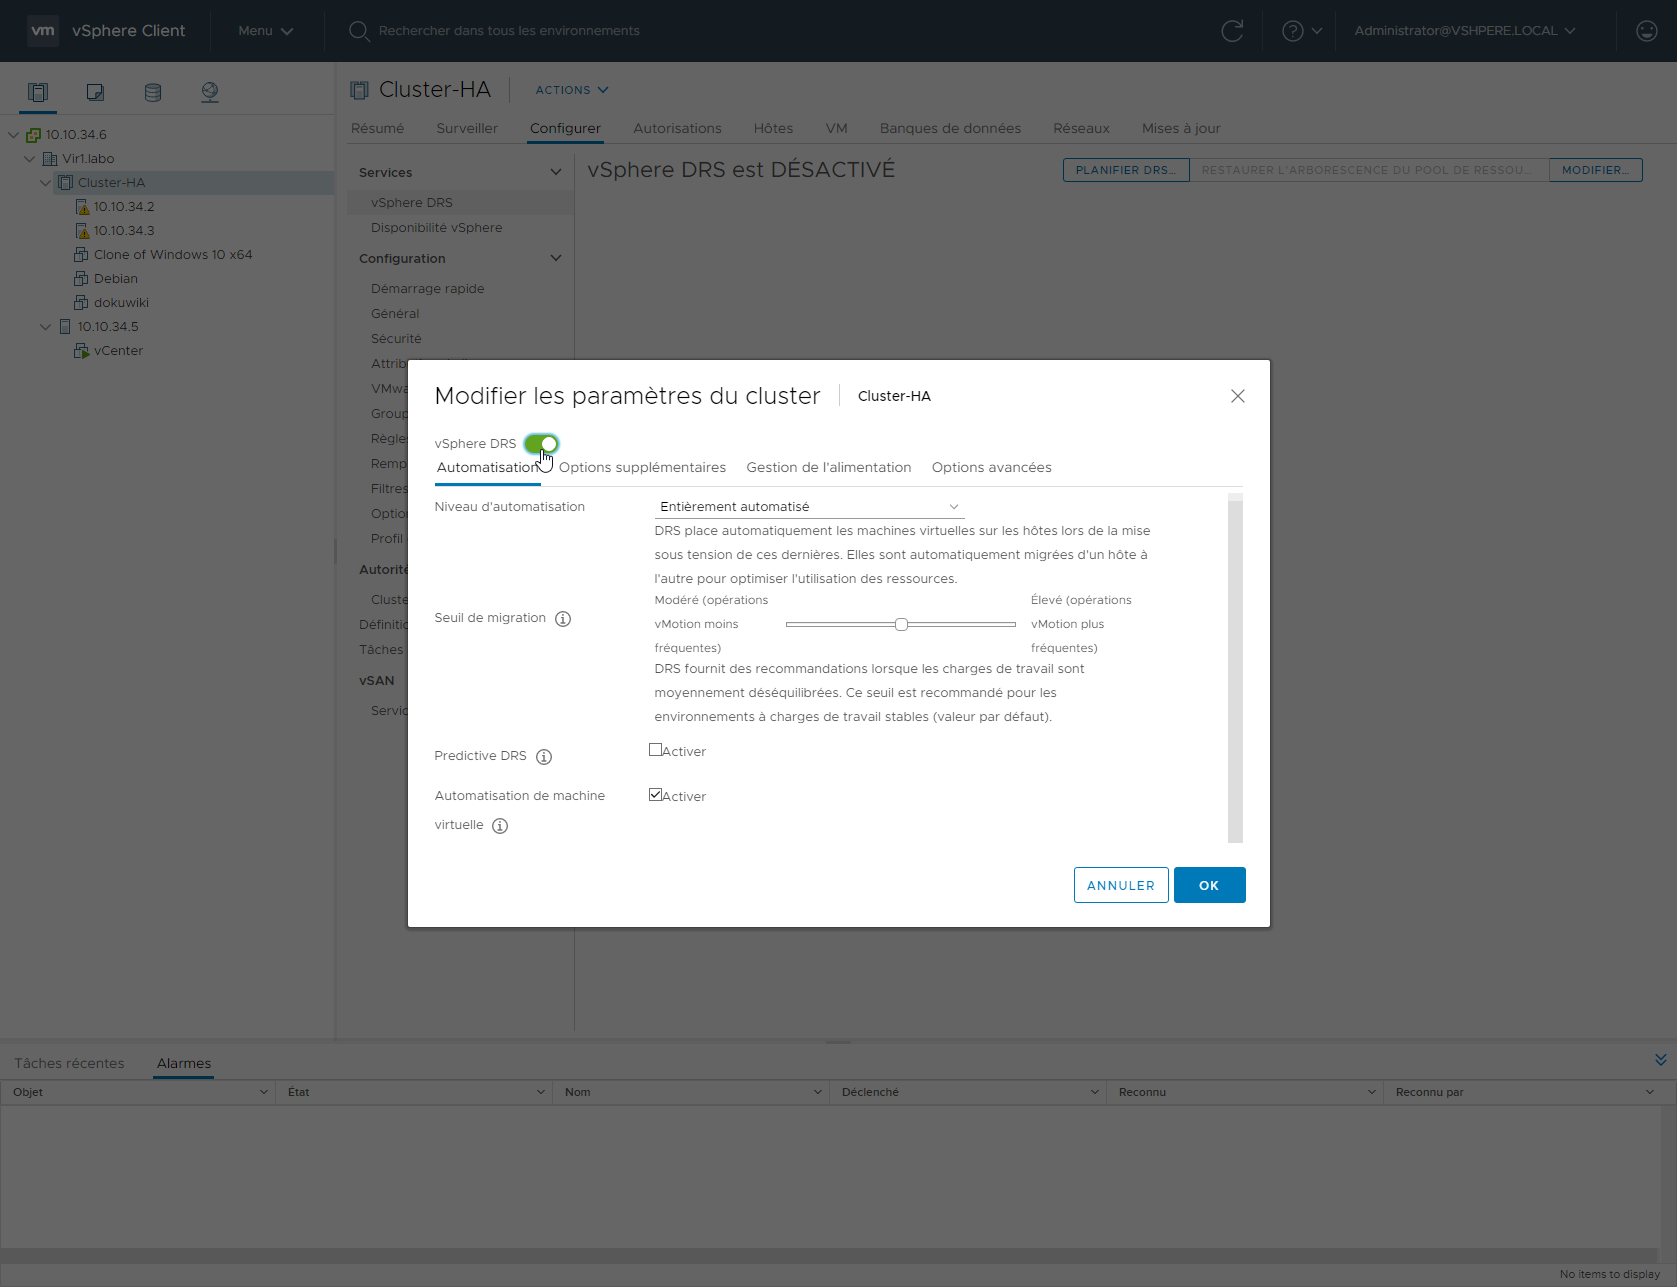 vm vSphere Client Menu Rechercher dans tous les environnements Administrator@VSHPERE.LOCAL
Cluster-HA ACTIONS
Résumé Surveiller Configurer Autorisations Hôtes VM Banques de données Réseaux Mises à jour
10.10.34.6
Vir1.labo
Cluster-HA
10.10.34.2
10.10.34.3
Clone of Windows 10 x64
Debian
dokuwiki
10.10.34.5
vCenter
Services
vSphere DRS
Disponibilité vSphere
Configuration
Démarrage rapide
Général
Sécurité
Attrib
VMwa
Group
Règles
Remp
Filtres
Optio
Profil
Autorité
Cluste
Définitio
Tâches
vSAN
Servic
vSphere DRS est DÉSACTIVÉ
PLANIFIER DRS... RESTAURER L'ARBORESCENCE DU POOL DE RESSOU... MODIFIER...
Modifier les paramètres du cluster Cluster-HA
vSphere DRS
Automatisation Options supplémentaires Gestion de l'alimentation Options avancées
Niveau d'automatisation Entièrement automatisé
DRS place automatiquement les machines virtuelles sur les hôtes lors de la mise
sous tension de ces dernières. Elles sont automatiquement migrées d'un hôte à
l'autre pour optimiser l'utilisation des ressources.
Seuil de migration
Modéré (opérations
vMotion moins
fréquentes)
Élevé (opérations
vMotion plus
fréquentes)
DRS fournit des recommandations lorsque les charges de travail sont
moyennement déséquilibrées. Ce seuil est recommandé pour les
environnements à charges de travail stables (valeur par défaut).
Predictive DRS Activer
Automatisation de machine
virtuelle
Activer
ANNULER OK
Tâches récentes Alarmes
Objet État Nom Déclenché Reconnu Reconnu par
No items to display